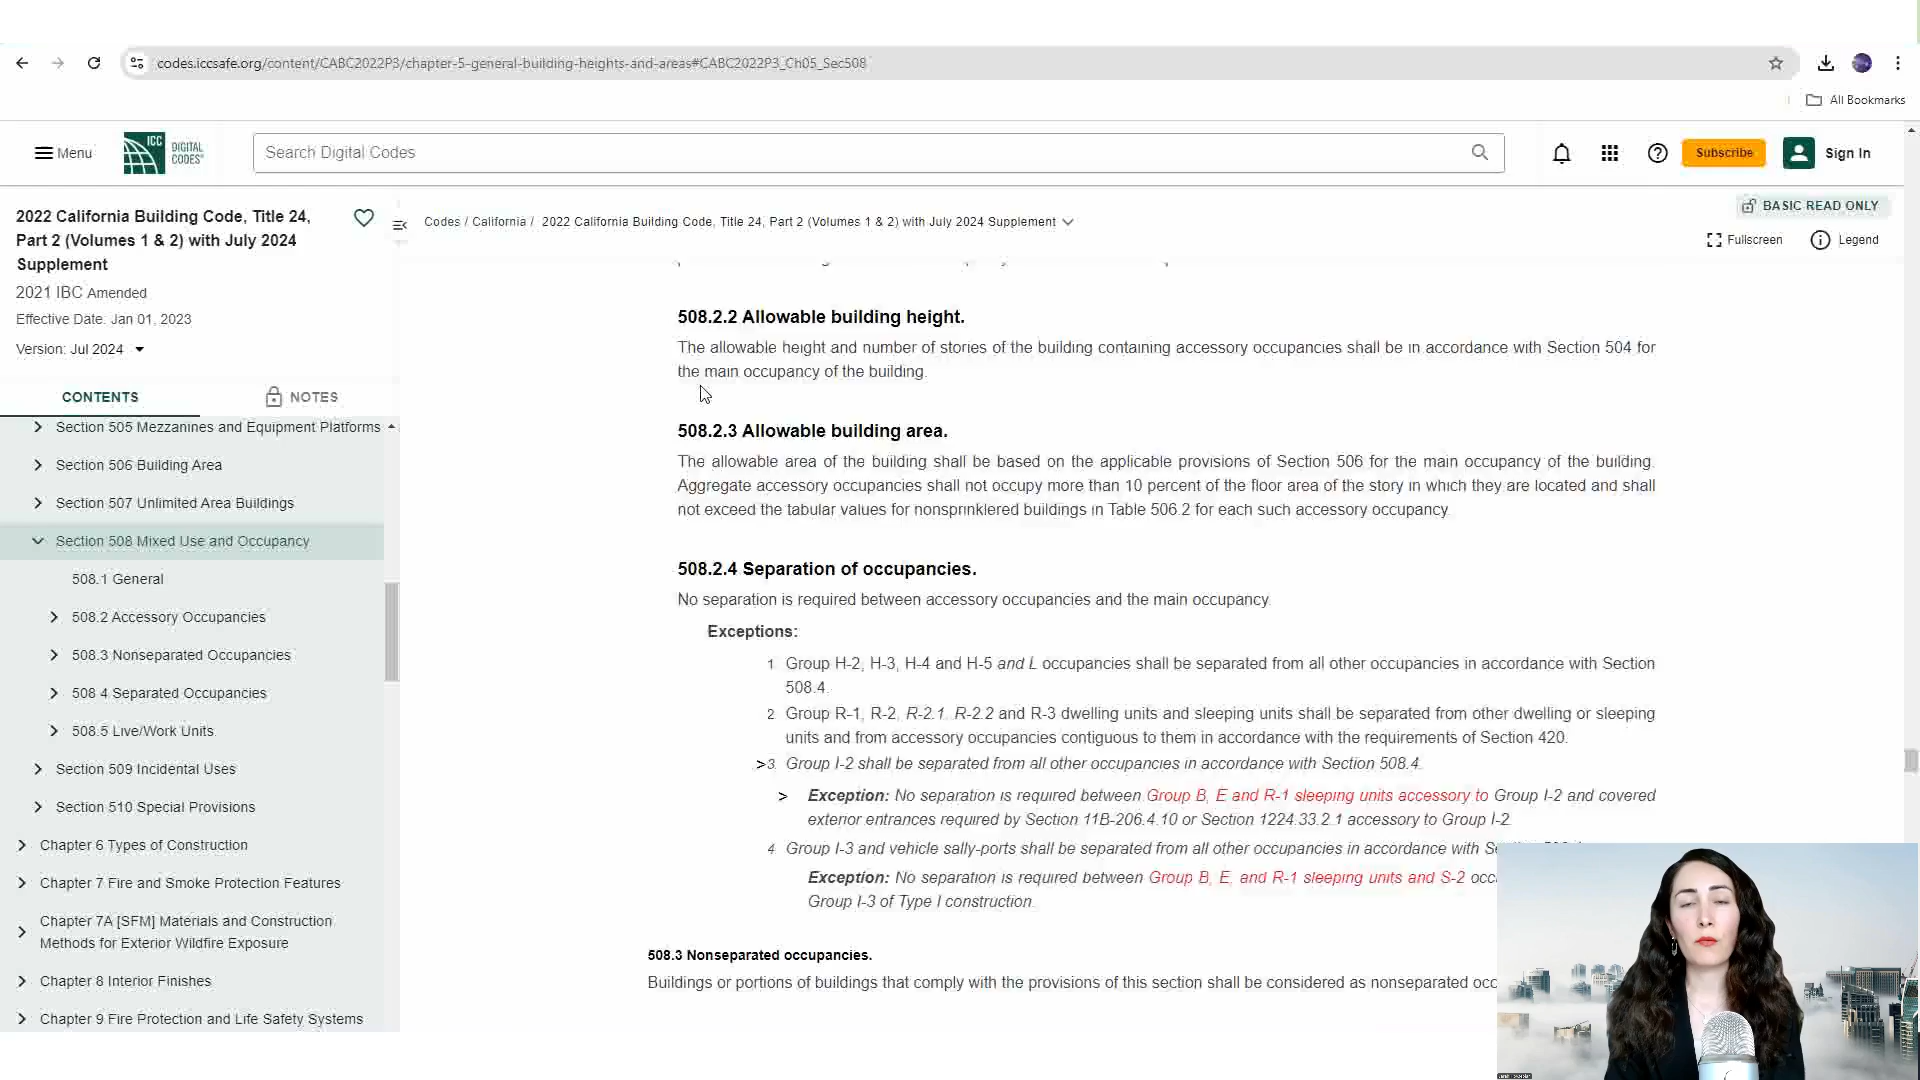 codes.iccsafe.org/content/CABC2022P3/chapter-5-general-building-heights-and-areas#CABC2022P3_Ch05_Sec508
All Bookmarks
Menu
ICC DIGITAL CODES
Search Digital Codes
Subscribe
Sign In
2022 California Building Code, Title 24,
Part 2 (Volumes 1 & 2) with July 2024
Supplement
2021 IBC Amended
Effective Date: Jan 01, 2023
Version: Jul 2024
CONTENTS
NOTES
Section 505 Mezzanines and Equipment Platforms
Section 506 Building Area
Section 507 Unlimited Area Buildings
Section 508 Mixed Use and Occupancy
508.1 General
508.2 Accessory Occupancies
508.3 Nonseparated Occupancies
508.4 Separated Occupancies
508.5 Live/Work Units
Section 509 Incidental Uses
Section 510 Special Provisions
Chapter 6 Types of Construction
Chapter 7 Fire and Smoke Protection Features
Chapter 7A [SFM] Materials and Construction
Methods for Exterior Wildfire Exposure
Chapter 8 Interior Finishes
Chapter 9 Fire Protection and Life Safety Systems
Codes / California / 2022 California Building Code, Title 24, Part 2 (Volumes 1 & 2) with July 2024 Supplement
BASIC READ ONLY
Fullscreen
Legend
508.2.2 Allowable building height.
The allowable height and number of stories of the building containing accessory occupancies shall be in accordance with Section 504 for
the main occupancy of the building.
508.2.3 Allowable building area.
The allowable area of the building shall be based on the applicable provisions of Section 506 for the main occupancy of the building.
Aggregate accessory occupancies shall not occupy more than 10 percent of the floor area of the story in which they are located and shall
not exceed the tabular values for nonsprinklered buildings in Table 506.2 for each such accessory occupancy.
508.2.4 Separation of occupancies.
No separation is required between accessory occupancies and the main occupancy.
Exceptions:
1. Group H-2, H-3, H-4 and H-5 and L occupancies shall be separated from all other occupancies in accordance with Section
508.4.
2. Group R-1, R-2, R-2.1, R-2.2 and R-3 dwelling units and sleeping units shall be separated from other dwelling or sleeping
units and from accessory occupancies contiguous to them in accordance with the requirements of Section 420.
>3. Group I-2 shall be separated from all other occupancies in accordance with Section 508.4.
> Exception: No separation is required between Group B, E and R-1 sleeping units accessory to Group I-2 and covered
exterior entrances required by Section 11B-206.4.10 or Section 1224.33.2.1 accessory to Group I-2.
4. Group I-3 and vehicle sally-ports shall be separated from all other occupancies in accordance with
Exception: No separation is required between Group B, E, and R-1 sleeping units and S-2 occ
Group I-3 of Type I construction.
508.3 Nonseparated occupancies.
Buildings or portions of buildings that comply with the provisions of this section shall be considered as nonseparated occ